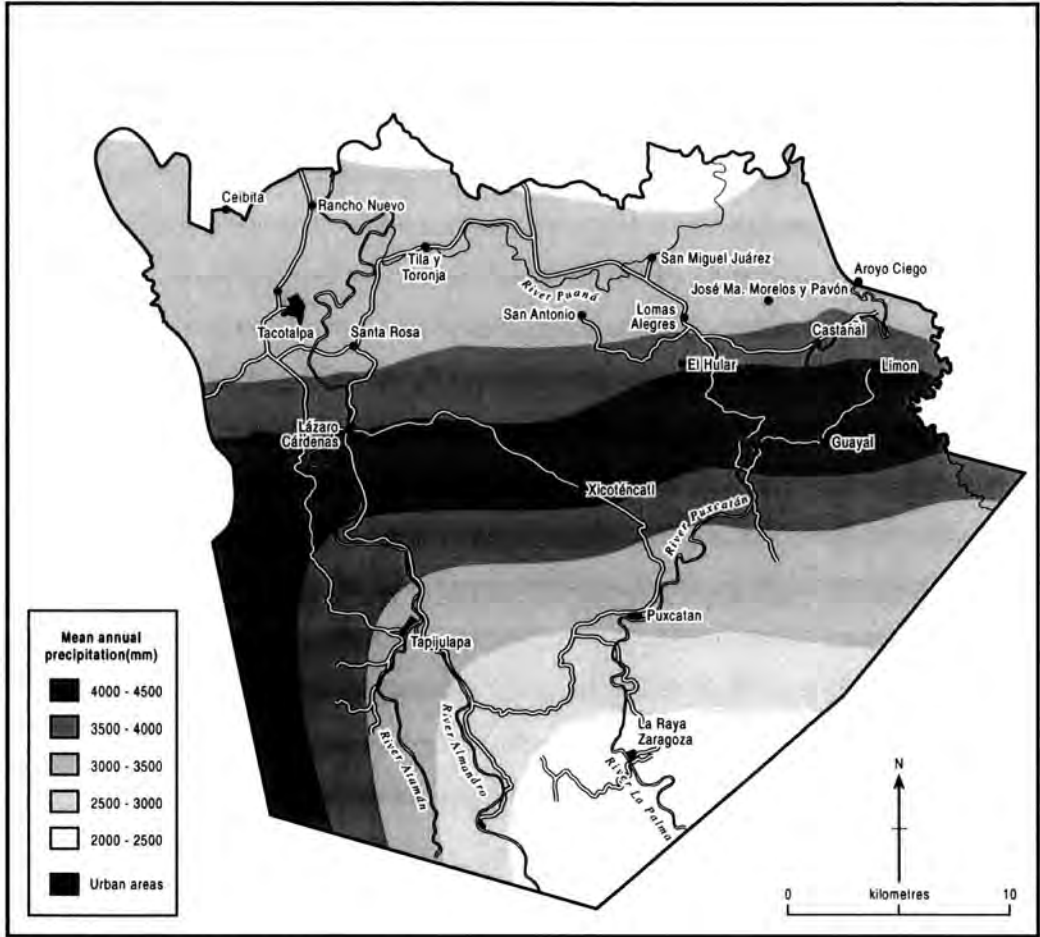 Ceibita
Rancho Nuevo
Tila y
Toronja
San Miguel Juárez
River Puaná
Aroyo Ciego
José Ma. Morelos y Pavón
San Antonio
Lomas
Alegres
Tacotalpa
Santa Rosa
Castañal
El Hular
Limon
Lázaro
Cárdenas
Guayal
Xicoténcatl
River Puxcatán
Puxcatan
Tapijulapa
River Atamán
River Almandro
La Raya
Zaragoza
River La Palma
Mean annual
precipitation(mm)
4000 - 4500
3500 - 4000
3000 - 3500
2500 - 3000
2000 - 2500
Urban areas
N
0 kilometres 10